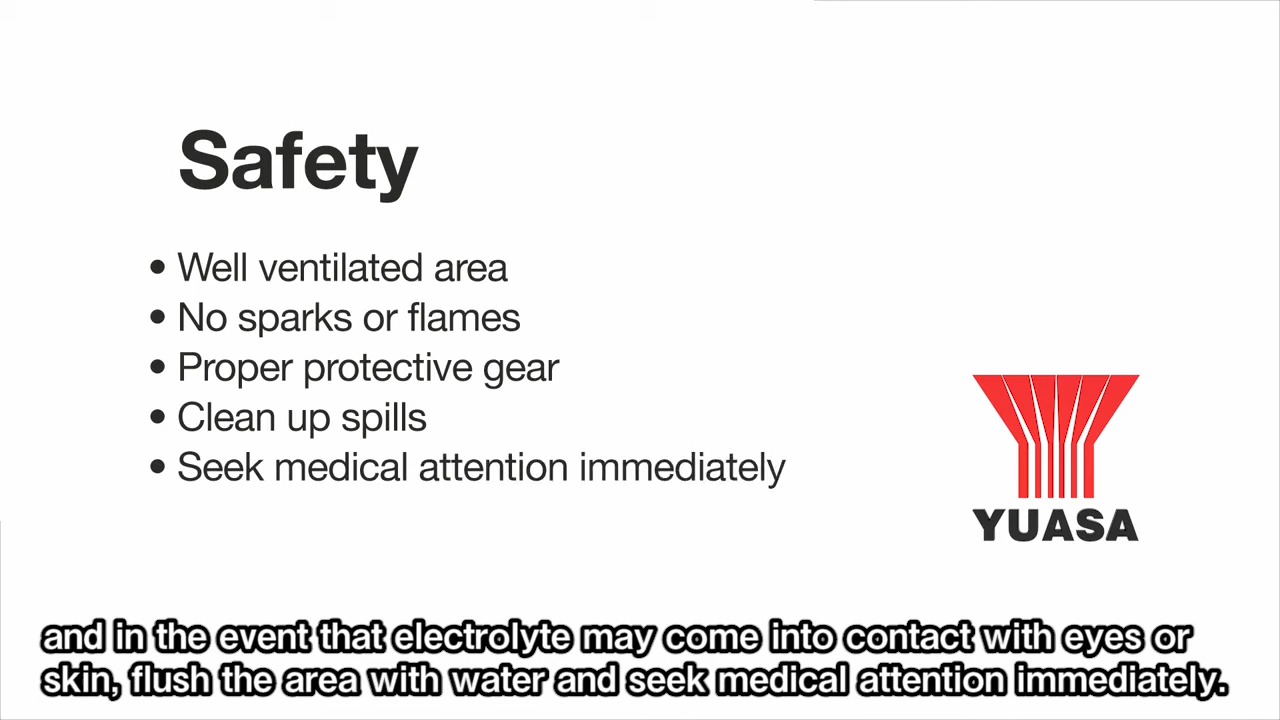 Safety
• Well ventilated area
• No sparks or flames
• Proper protective gear
• Clean up spills
• Seek medical attention immediately
YUASA
and in the event that electrolyte may come into contact with eyes or
skin, flush the area with water and seek medical attention immediately.